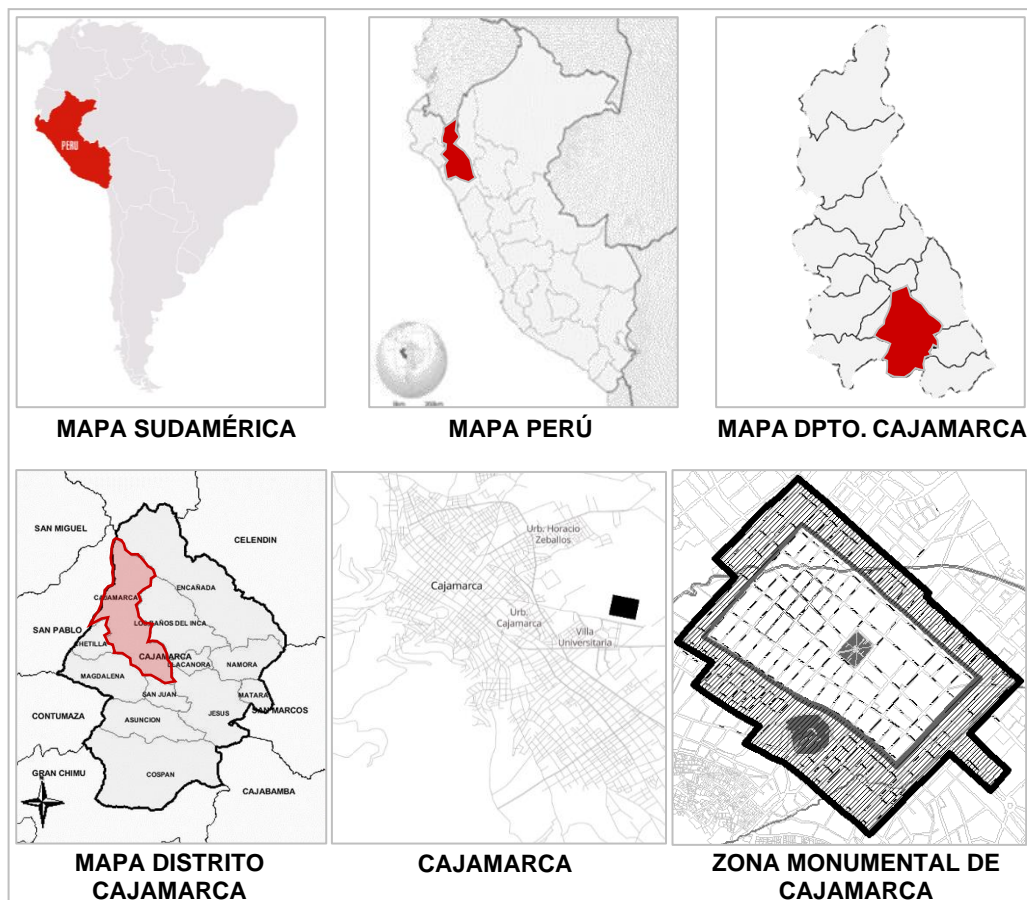 PERU
MAPA SUDAMÉRICA
MAPA PERÚ
MAPA DPTO. CAJAMARCA
SAN MIGUEL
CELENDIN
ENCAÑADA
CAJAMARCA
LOS BAÑOS DEL INCA
SAN PABLO
CHETILLA
CAJAMARCA
LLACANORA
NAMORA
MAGDALENA
SAN JUAN
MATARA
CONTUMAZA
ASUNCION
JESUS
SAN MARCOS
GRAN CHIMU
COSPAN
CAJABAMBA
MAPA DISTRITO
CAJAMARCA
Urb. Horacio
Zeballos
Cajamarca
Urb.
Cajamarca
Villa
Universitaria
CAJAMARCA
ZONA MONUMENTAL DE
CAJAMARCA